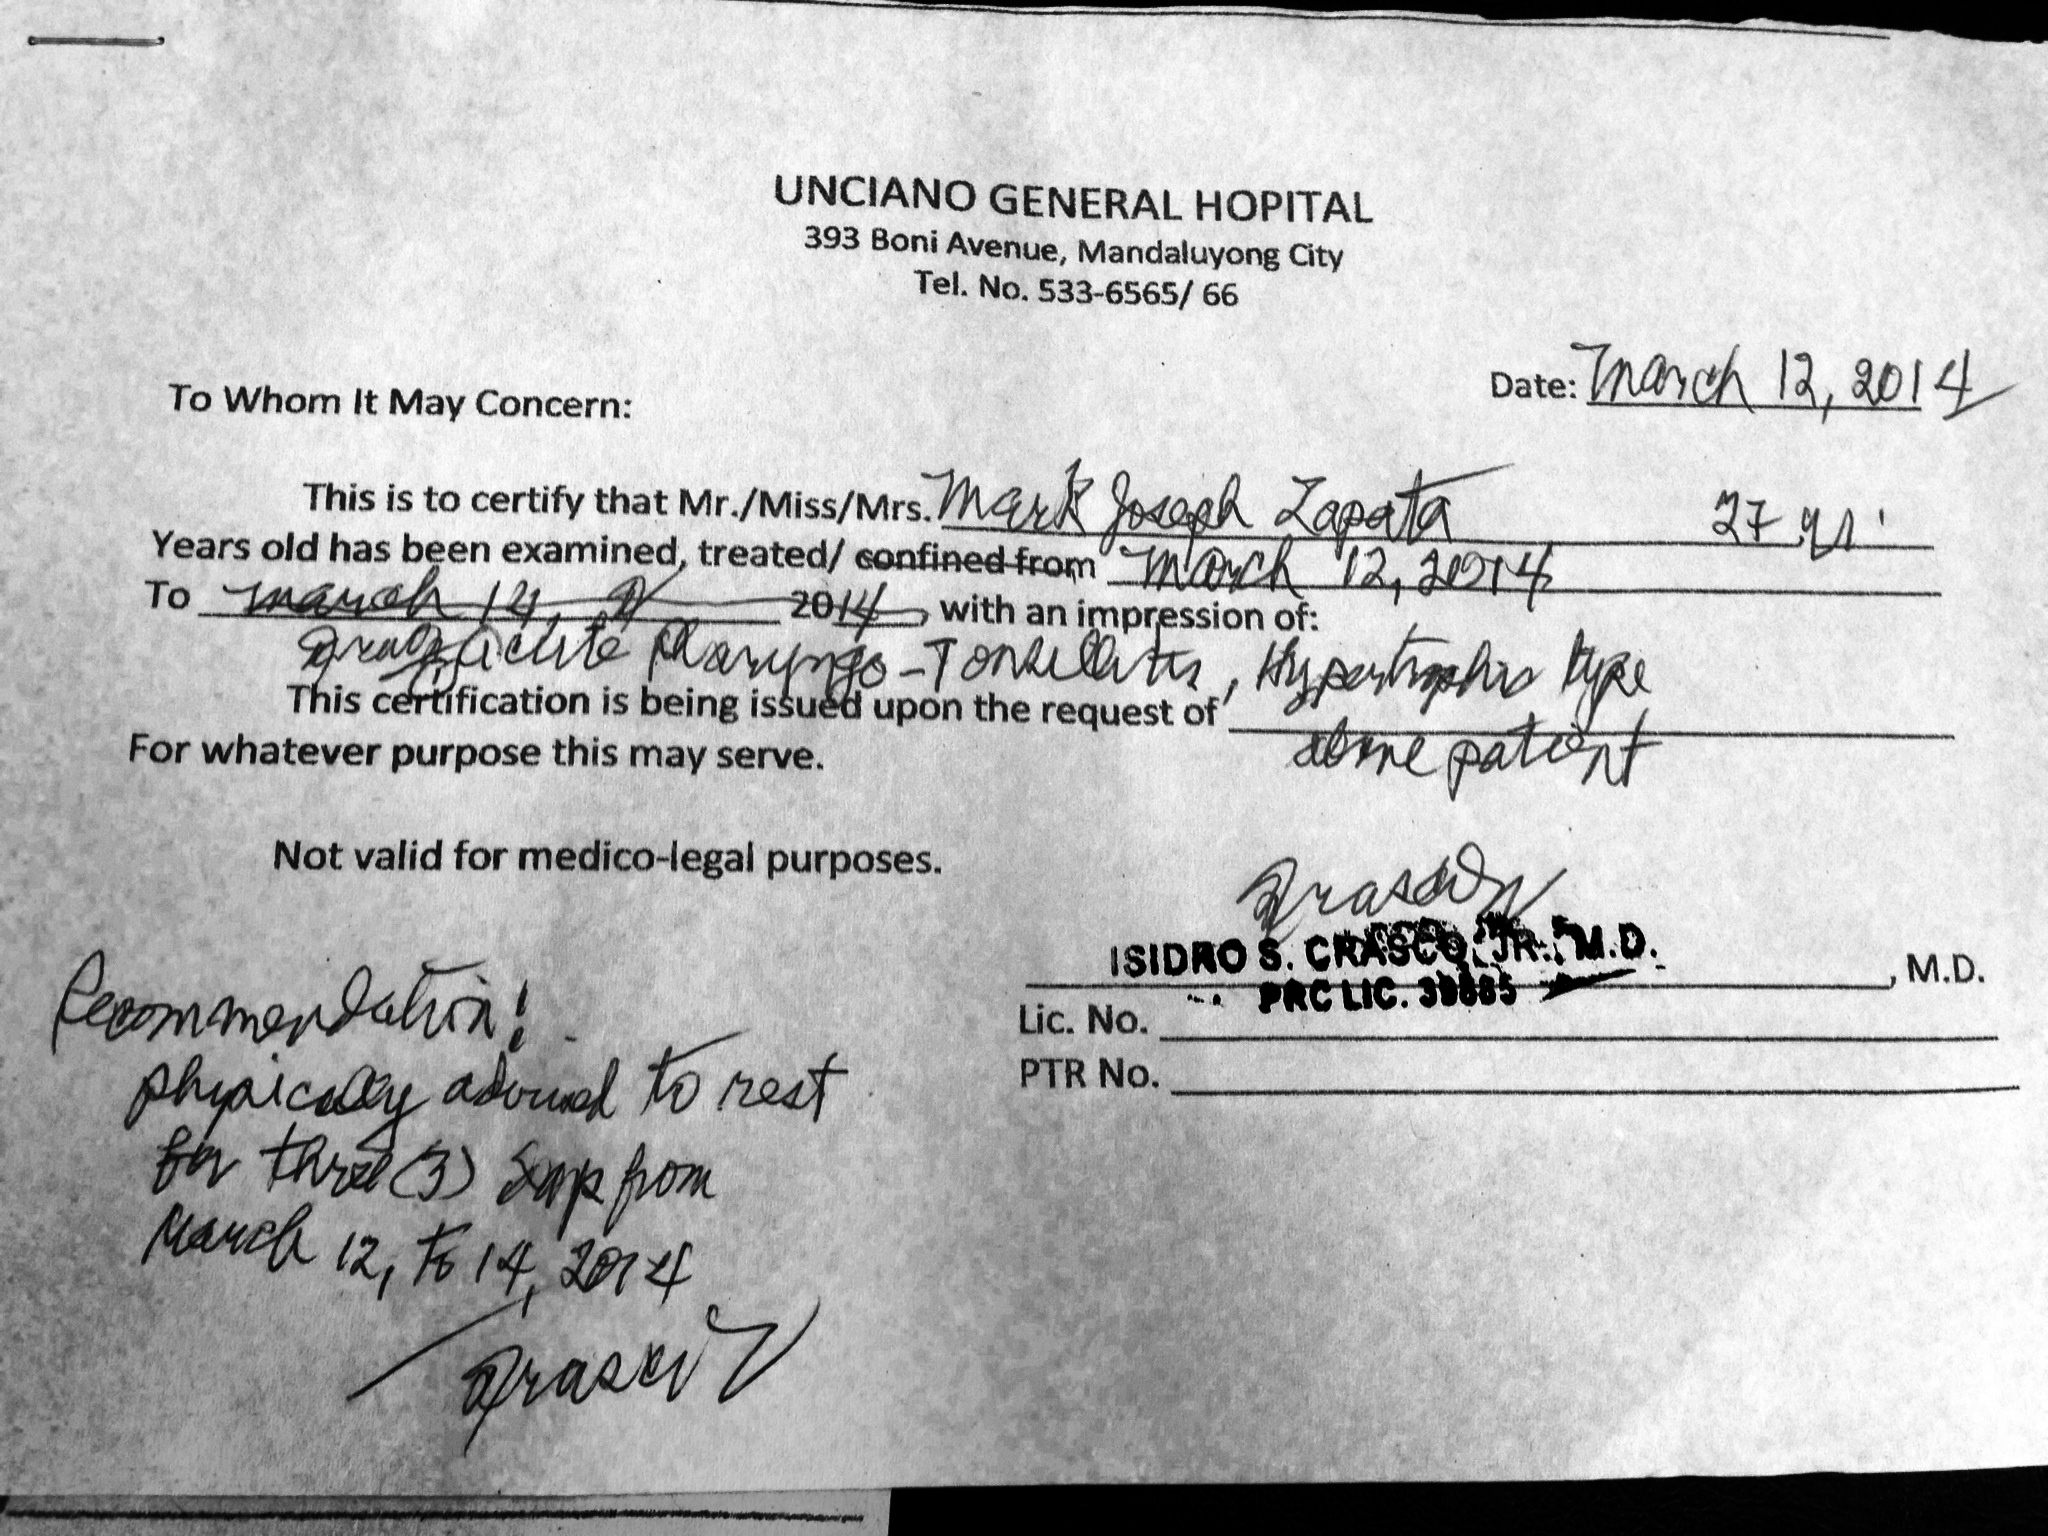 UNCIANO GENERAL HOPITAL
393 Boni Avenue, Mandaluyong City
Tel. No. 533-6565/ 66
Date: March 12, 2014
To Whom It May Concern:
This is to certify that Mr./Miss/Mrs. Mark Joseph Zapata 27 yr.
Years old has been examined, treated/ confined from March 12, 2014
To March 14, 2014, with an impression of:
Acute Pharyngo-Tonsillitis, Hypertrophic type
This certification is being issued upon the request of
above patient
For whatever purpose this may serve.
Not valid for medico-legal purposes.
ISIDRO S. CRASCO, JR., M.D.
, M.D.
PRC LIC.
Lic. No.
PTR No.
Recommendation:
physically advised to rest
for three (3) days from
March 12, to 14, 2014